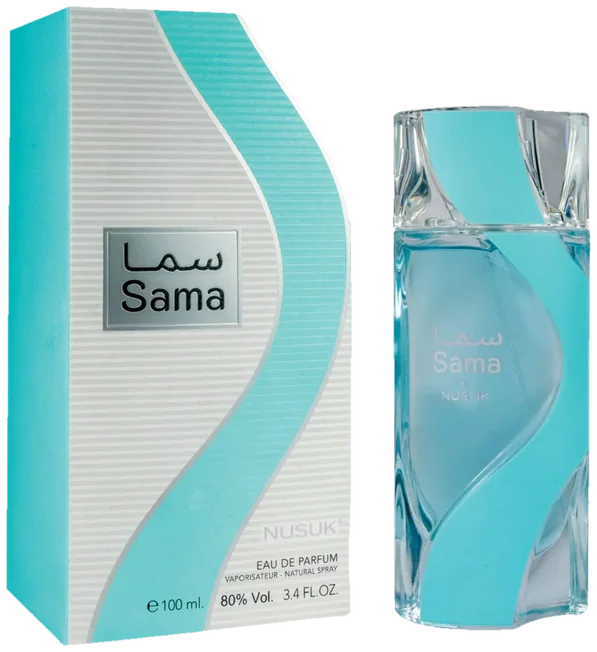 سما
Sama
NUSUK
EAU DE PARFUM
VAPORISATEUR - NATURAL SPRAY
℮ 100 ml. 80% Vol. 3.4 FL.OZ.
سما
Sama
NUSUK